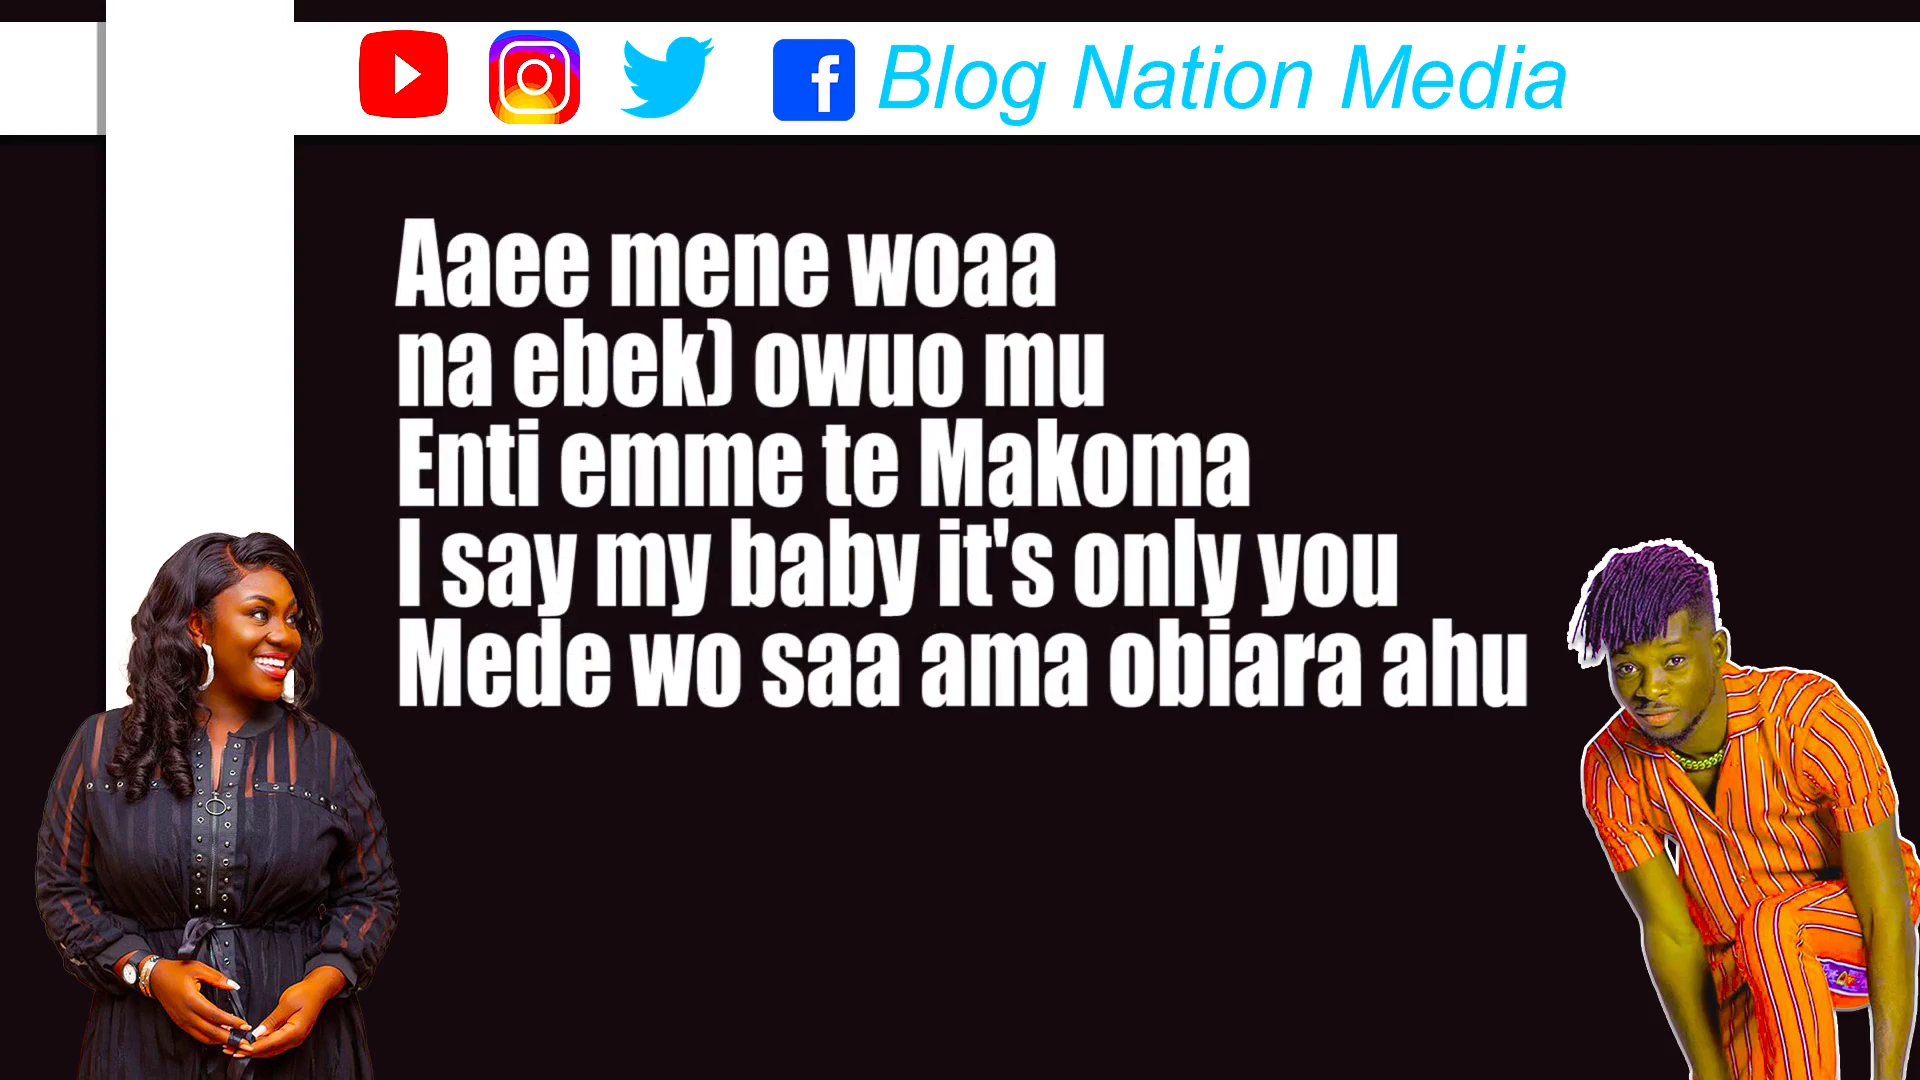 Blog Nation Media
Aaee mene woaa
na ebek) owuo mu
Enti emme te Makoma
I say my baby it's only you
Mede wo saa ama obiara ahu